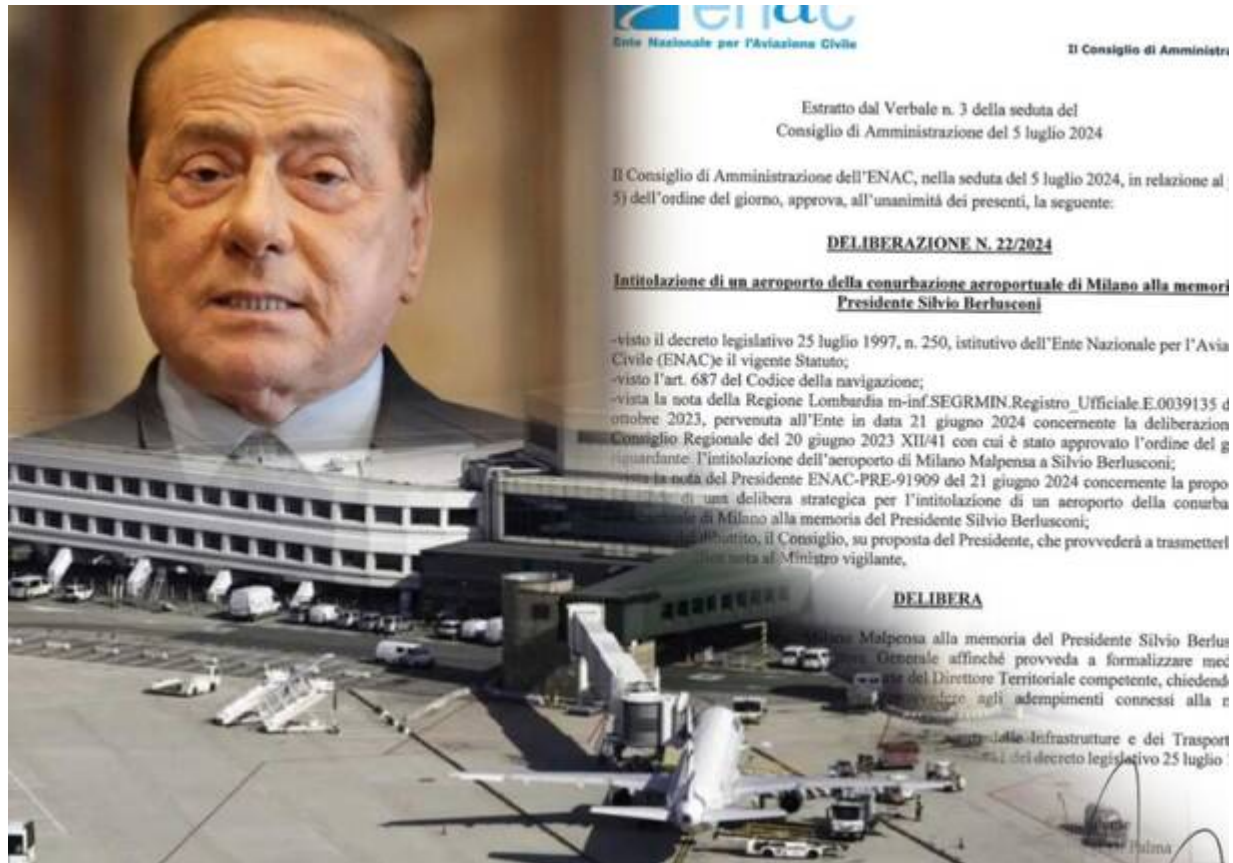 enac
Ente Nazionale per l'Aviazione Civile
Il Consiglio di Amministra
Estratto dal Verbale n. 3 della seduta del
Consiglio di Amministrazione del 5 luglio 2024
Il Consiglio di Amministrazione dell'ENAC, nella seduta del 5 luglio 2024, in relazione al
5) dell'ordine del giorno, approva, all'unanimità dei presenti, la seguente:
DELIBERAZIONE N. 22/2024
Intitolazione di un aeroporto della conurbazione aeroportuale di Milano alla memori
Presidente Silvio Berlusconi
-visto il decreto legislativo 25 luglio 1997, n. 250, istitutivo dell'Ente Nazionale per l'Avia
Civile (ENAC)e il vigente Statuto;
-visto l'art. 687 del Codice della navigazione;
-vista la nota della Regione Lombardia m-inf.SEGRMIN.Registro_Ufficiale.E.0039135 d
ottobre 2023, pervenuta all'Ente in data 21 giugno 2024 concernente la deliberazion
Consiglio Regionale del 20 giugno 2023 XII/41 con cui è stato approvato l'ordine del g
riguardante l'intitolazione dell'aeroporto di Milano Malpensa a Silvio Berlusconi;
-vista la nota del Presidente ENAC-PRE-91909 del 21 giugno 2024 concernente la propo
di una delibera strategica per l'intitolazione di un aeroporto della conurba
di Milano alla memoria del Presidente Silvio Berlusconi;
dibattito, il Consiglio, su proposta del Presidente, che provvederà a trasmetterl
nota al Ministro vigilante,
DELIBERA
Milano Malpensa alla memoria del Presidente Silvio Berlus
Generale affinché provveda a formalizzare med
del Direttore Territoriale competente, chiedend
agli adempimenti connessi alla n
delle Infrastrutture e dei Trasport
del decreto legislativo 25 luglio
Palma